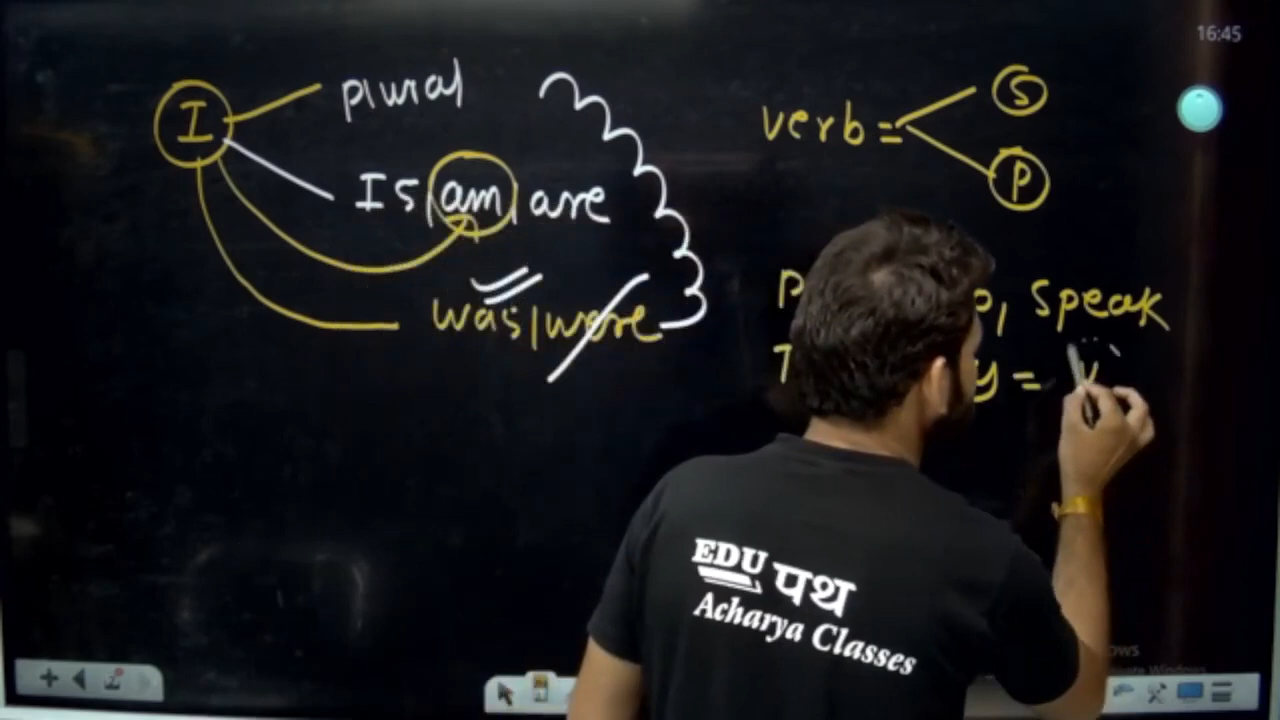 16:45
I plural
Is|am|are
was|were
verb = S
P
Speak
y =
EDU पथ
Acharya Classes